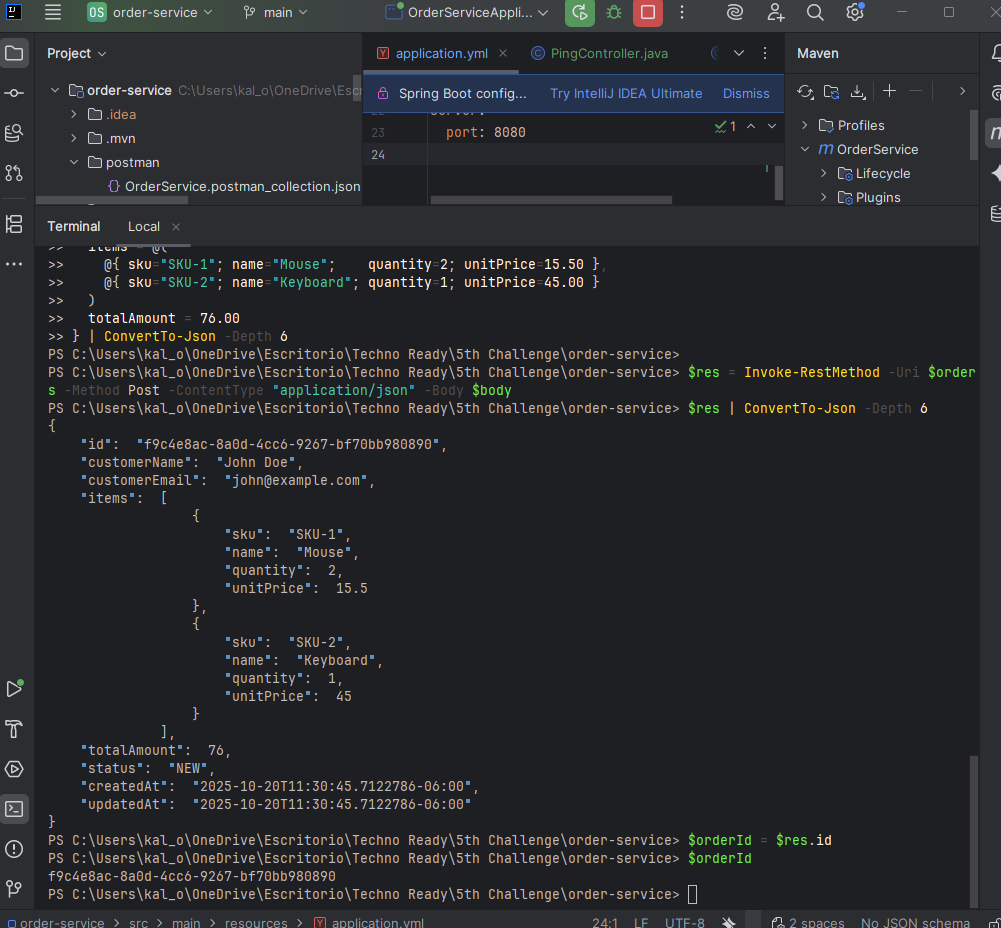 OS order-service main OrderServiceAppli...
Project
application.yml
PingController.java
Maven
order-service C:\Users\kal_o\OneDrive\Escr
Spring Boot config... Try IntelliJ IDEA Ultimate Dismiss
.idea
.mvn
postman
OrderService.postman_collection.json
server:
23 port: 8080
24
1
Profiles
OrderService
Lifecycle
Plugins
Terminal Local
>> items = @(
>> @{ sku="SKU-1"; name="Mouse"; quantity=2; unitPrice=15.50 },
>> @{ sku="SKU-2"; name="Keyboard"; quantity=1; unitPrice=45.00 }
>> )
>> totalAmount = 76.00
>> } | ConvertTo-Json -Depth 6
PS C:\Users\kal_o\OneDrive\Escritorio\Techno Ready\5th Challenge\order-service>
PS C:\Users\kal_o\OneDrive\Escritorio\Techno Ready\5th Challenge\order-service> $res = Invoke-RestMethod -Uri $order
s -Method Post -ContentType "application/json" -Body $body
PS C:\Users\kal_o\OneDrive\Escritorio\Techno Ready\5th Challenge\order-service> $res | ConvertTo-Json -Depth 6
{
"id": "f9c4e8ac-8a0d-4cc6-9267-bf70bb980890",
"customerName": "John Doe",
"customerEmail": "john@example.com",
"items": [
{
"sku": "SKU-1",
"name": "Mouse",
"quantity": 2,
"unitPrice": 15.5
},
{
"sku": "SKU-2",
"name": "Keyboard",
"quantity": 1,
"unitPrice": 45
}
],
"totalAmount": 76,
"status": "NEW",
"createdAt": "2025-10-20T11:30:45.7122786-06:00",
"updatedAt": "2025-10-20T11:30:45.7122786-06:00"
}
PS C:\Users\kal_o\OneDrive\Escritorio\Techno Ready\5th Challenge\order-service> $orderId = $res.id
PS C:\Users\kal_o\OneDrive\Escritorio\Techno Ready\5th Challenge\order-service> $orderId
f9c4e8ac-8a0d-4cc6-9267-bf70bb980890
PS C:\Users\kal_o\OneDrive\Escritorio\Techno Ready\5th Challenge\order-service>
order-service > src > main > resources > application.yml 24:1 LF UTF-8 2 spaces No JSON schema